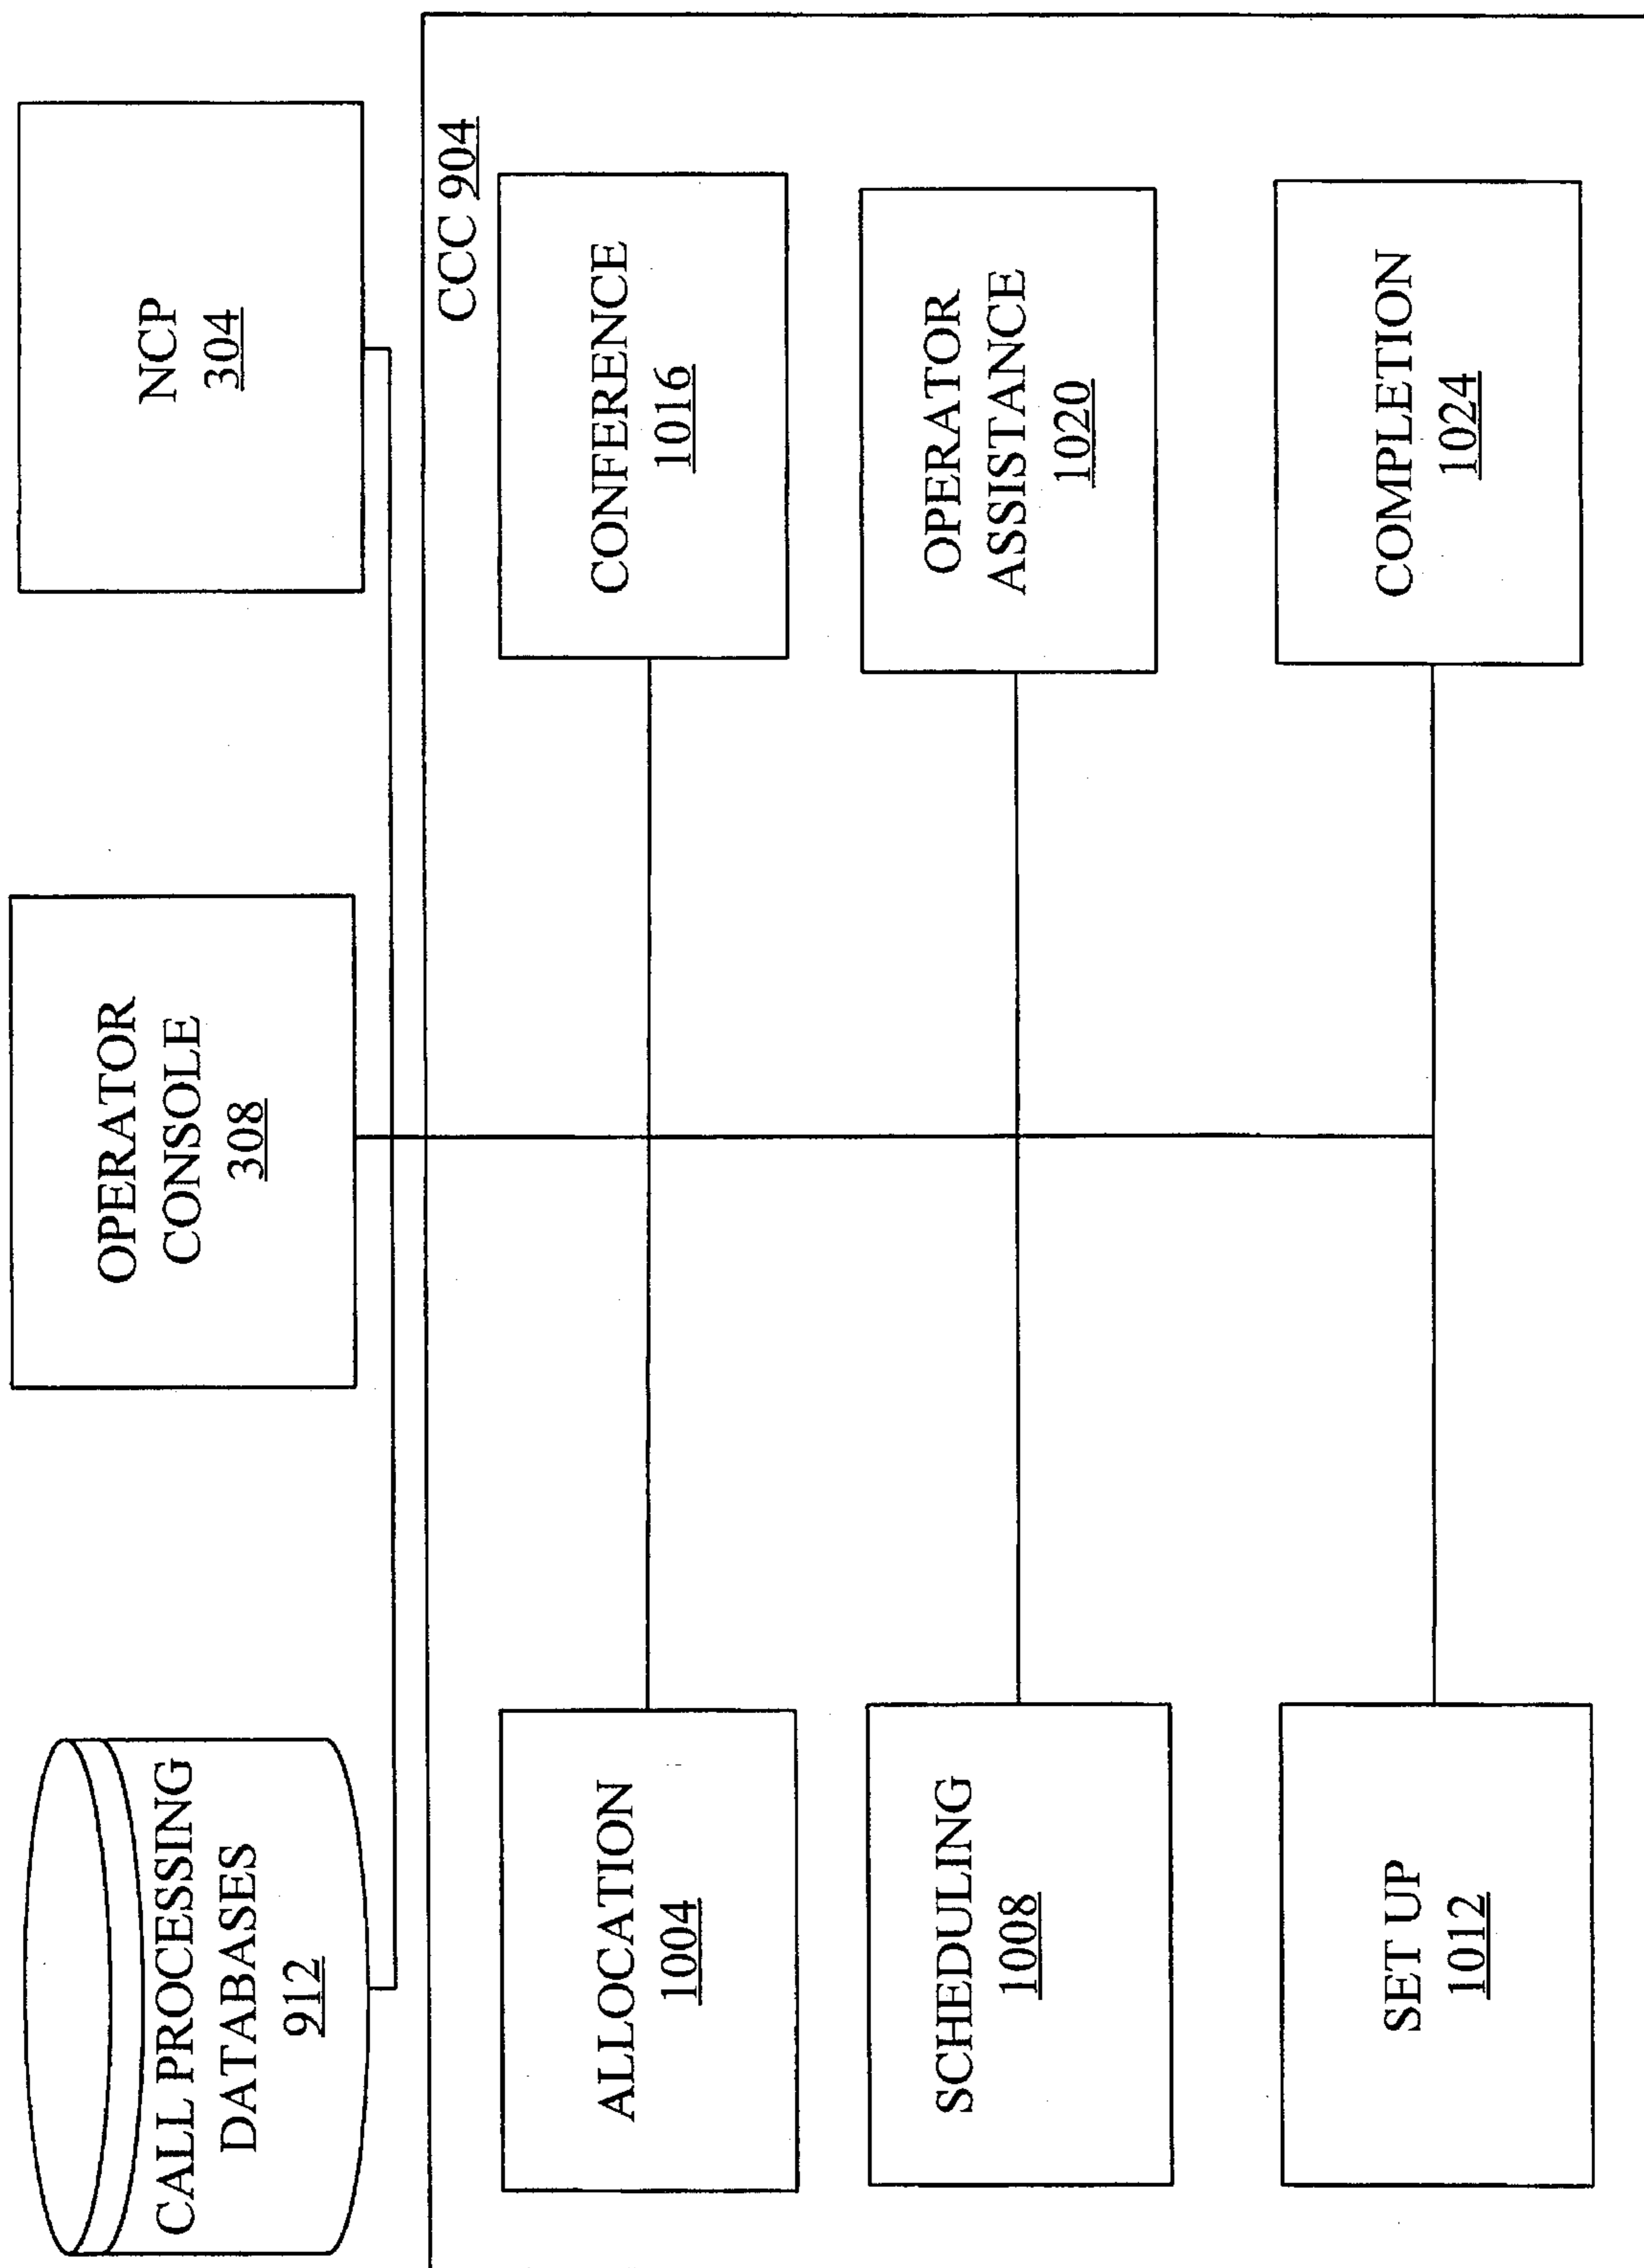 CALL PROCESSING
DATABASES
912
OPERATOR
CONSOLE
308
NCP
304
CCC 904
ALLOCATION
1004
CONFERENCE
1016
SCHEDULING
1008
OPERATOR
ASSISTANCE
1020
SET UP
1012
COMPLETION
1024